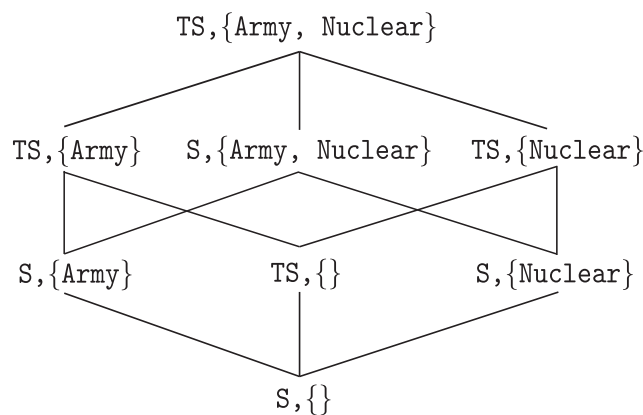 TS,{Army, Nuclear}
TS,{Army} S,{Army, Nuclear} TS,{Nuclear}
S,{Army} TS,{} S,{Nuclear}
S,{}